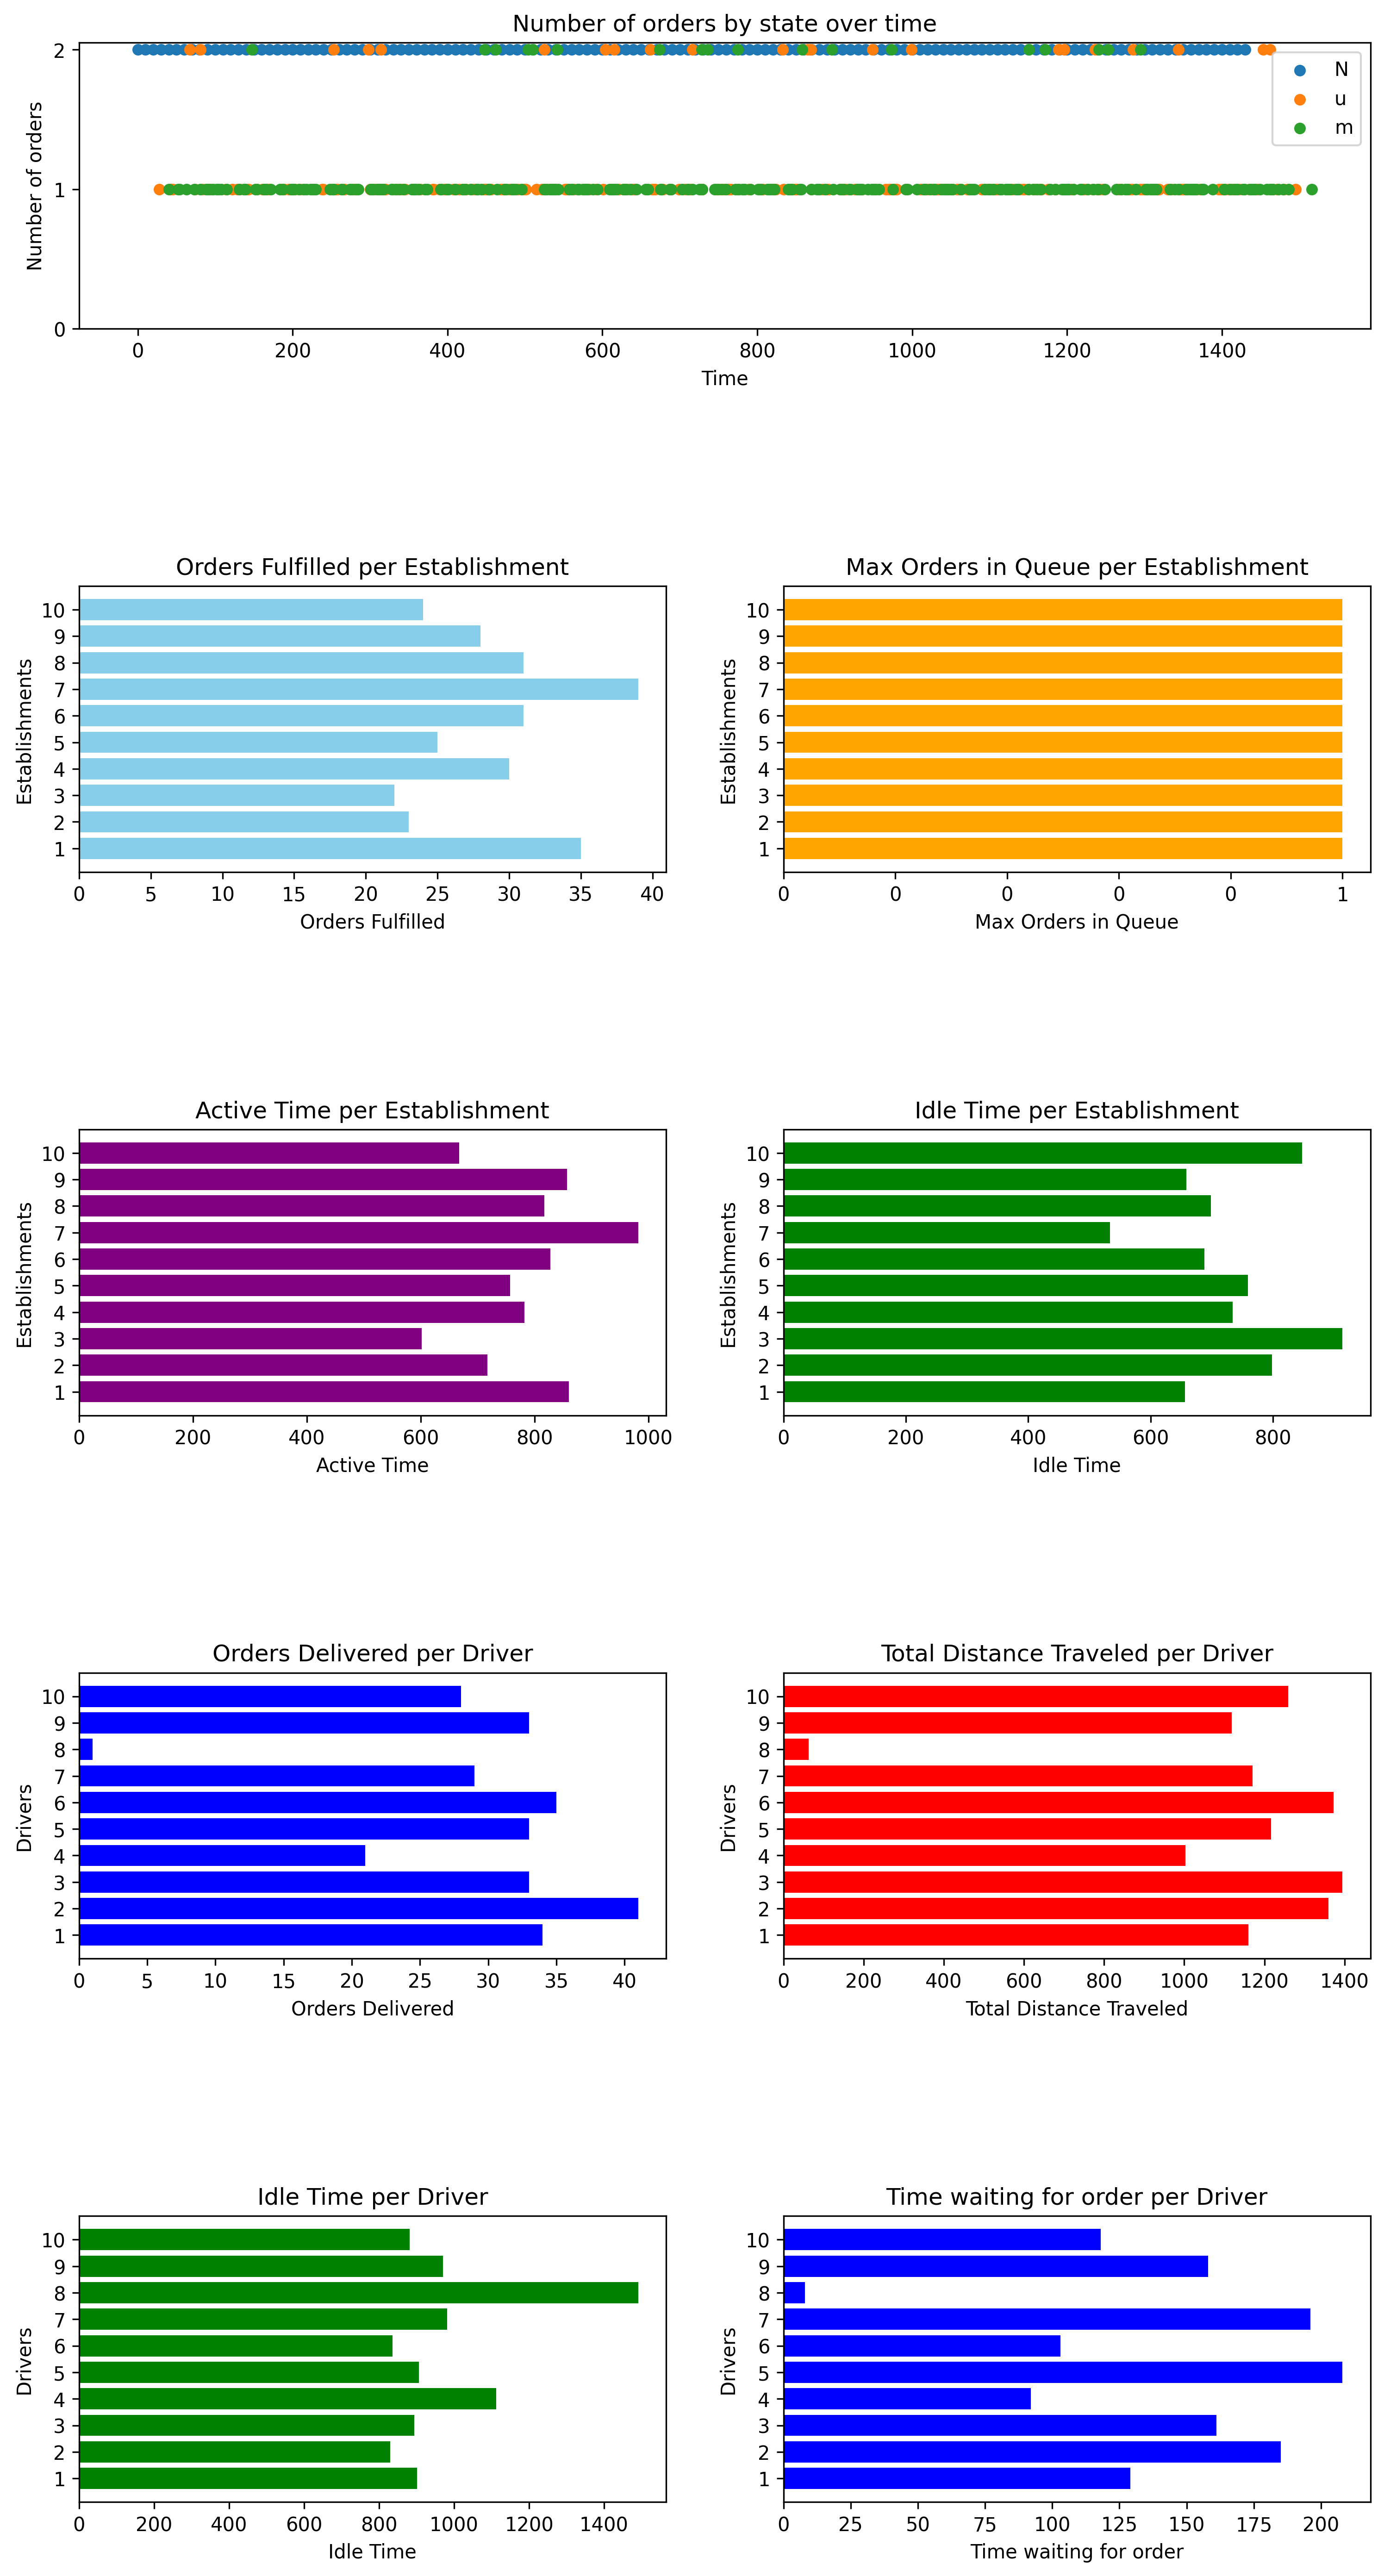 Number of orders by state over time
Number of orders
2
1
0
N
u
m
0 200 400 600 800 1000 1200 1400
Time
Orders Fulfilled per Establishment
Establishments
10
9
8
7
6
5
4
3
2
1
0 5 10 15 20 25 30 35 40
Orders Fulfilled
Max Orders in Queue per Establishment
Establishments
10
9
8
7
6
5
4
3
2
1
0 0 0 0 0 1
Max Orders in Queue
Active Time per Establishment
Establishments
10
9
8
7
6
5
4
3
2
1
0 200 400 600 800 1000
Active Time
Idle Time per Establishment
Establishments
10
9
8
7
6
5
4
3
2
1
0 200 400 600 800
Idle Time
Orders Delivered per Driver
Drivers
10
9
8
7
6
5
4
3
2
1
0 5 10 15 20 25 30 35 40
Orders Delivered
Total Distance Traveled per Driver
Drivers
10
9
8
7
6
5
4
3
2
1
0 200 400 600 800 1000 1200 1400
Total Distance Traveled
Idle Time per Driver
Drivers
10
9
8
7
6
5
4
3
2
1
0 200 400 600 800 1000 1200 1400
Idle Time
Time waiting for order per Driver
Drivers
10
9
8
7
6
5
4
3
2
1
0 25 50 75 100 125 150 175 200
Time waiting for order